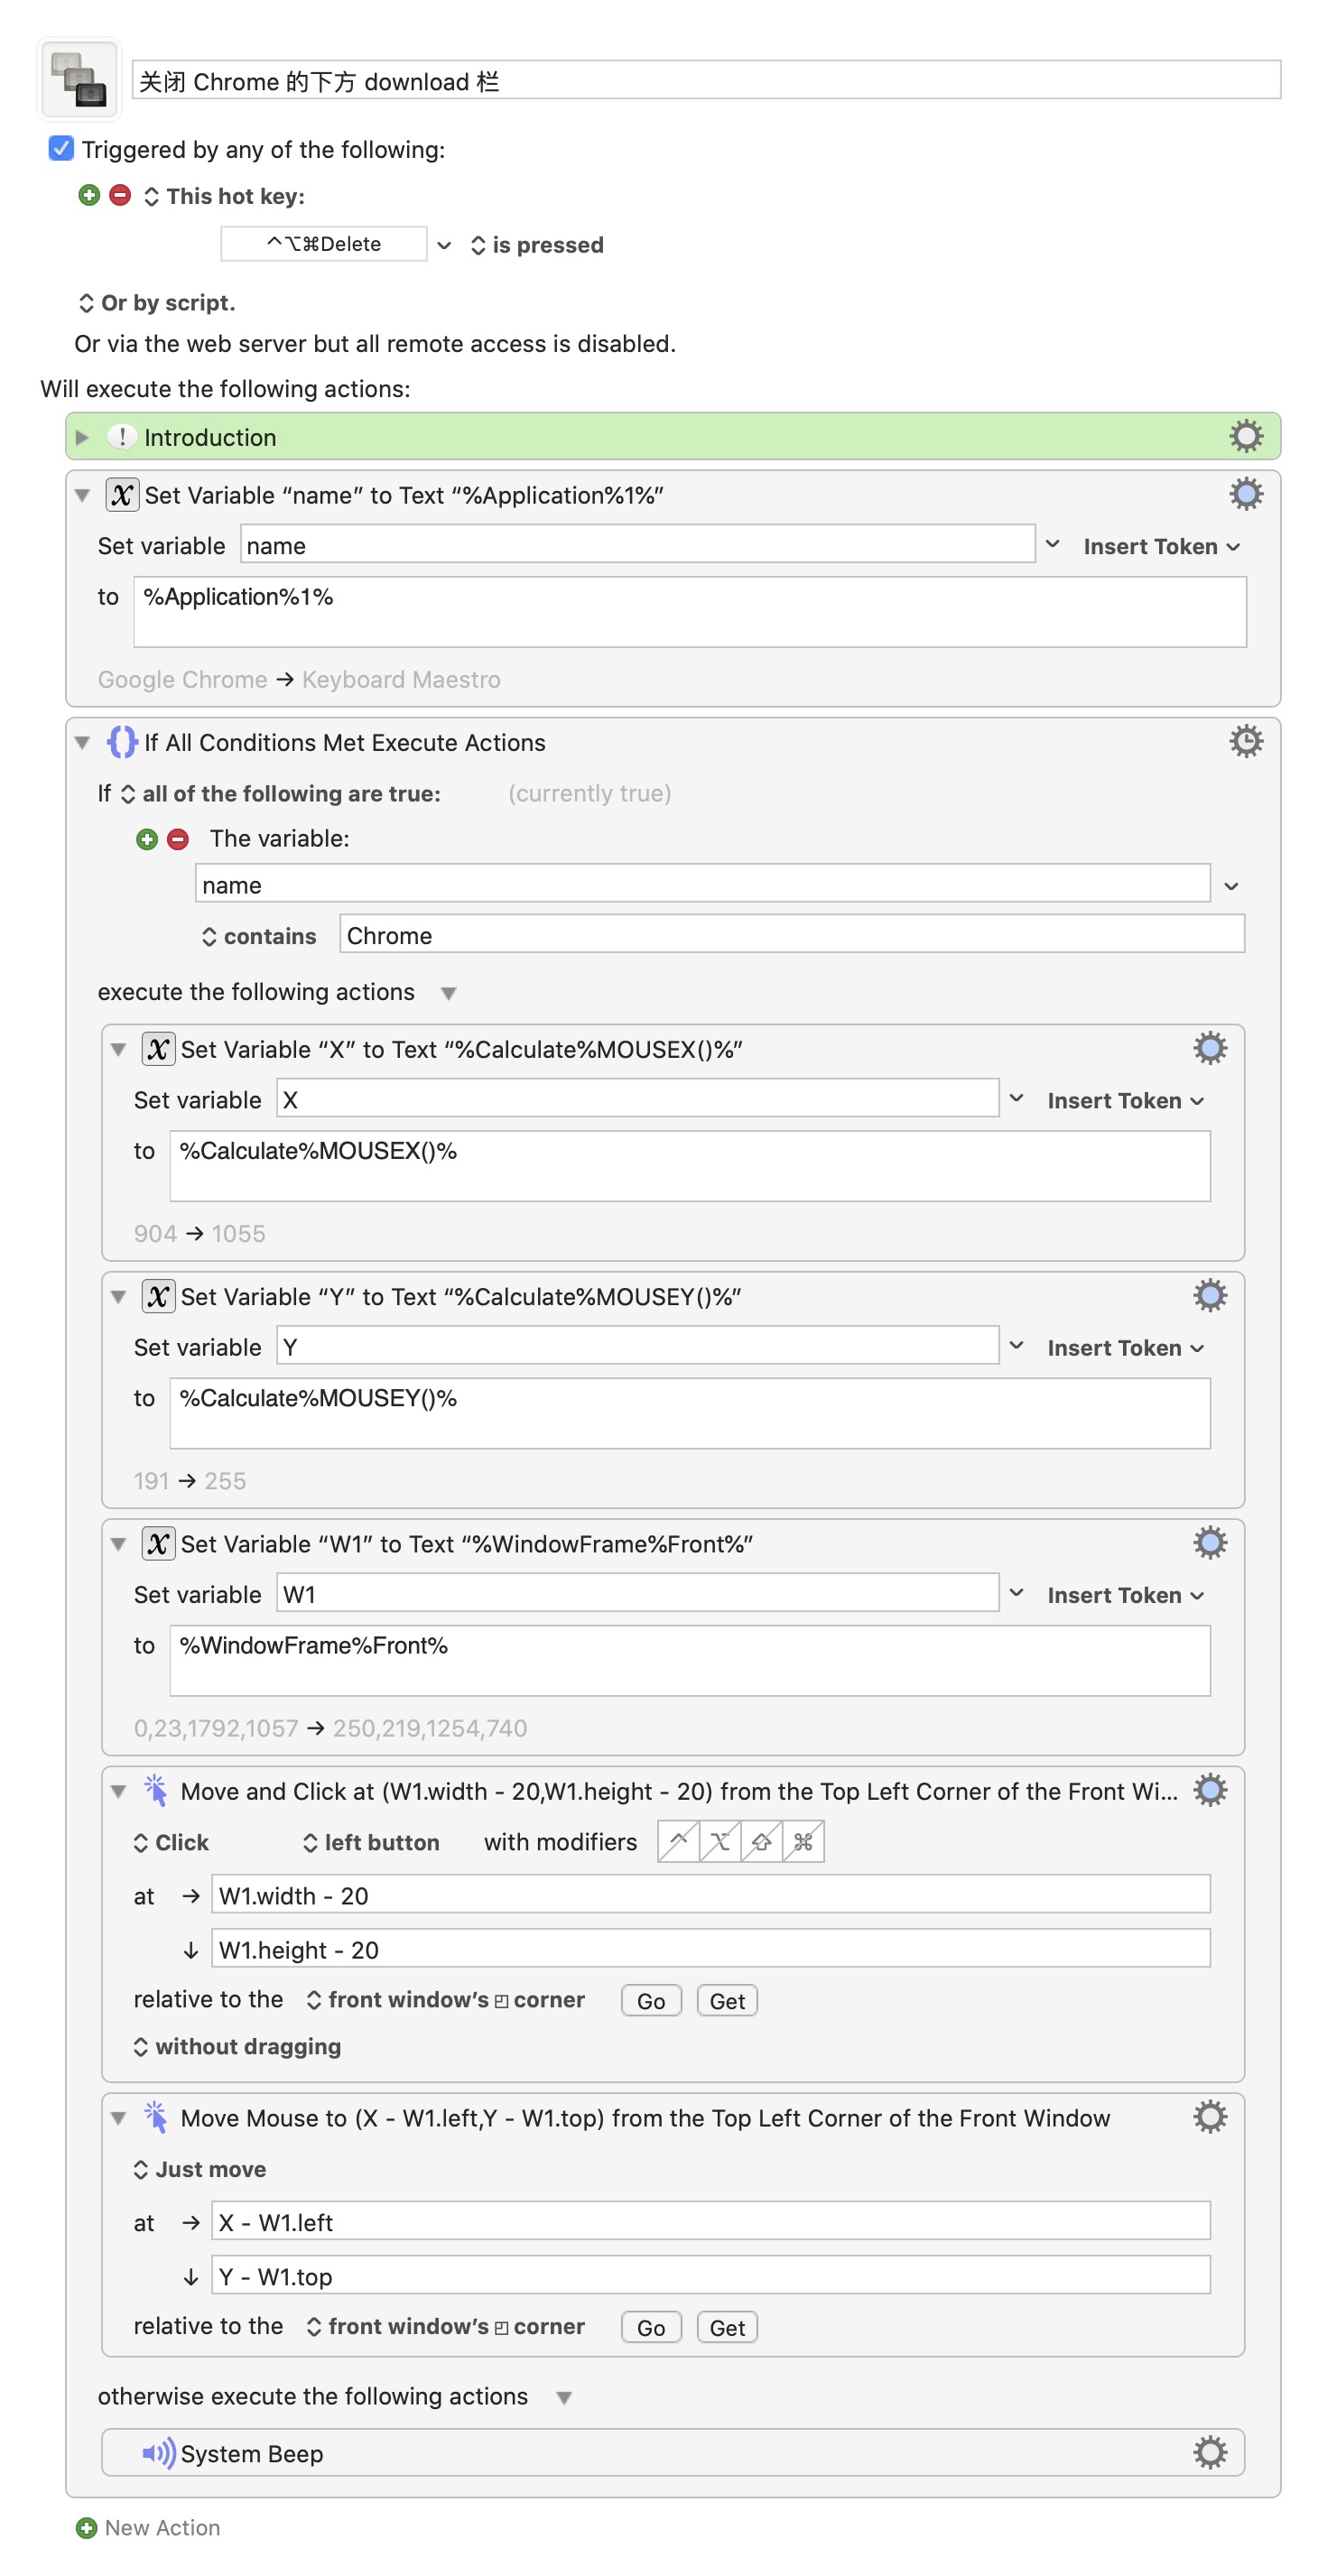 关闭 Chrome 的下方 download 栏
Triggered by any of the following:
This hot key:
^⌥⌘Delete
is pressed
Or by script.
Or via the web server but all remote access is disabled.
Will execute the following actions:
Introduction
Set Variable “name” to Text “%Application%1%”
Set variable name Insert Token
to %Application%1%
Google Chrome → Keyboard Maestro
If All Conditions Met Execute Actions
If all of the following are true: (currently true)
The variable:
name
contains Chrome
execute the following actions
Set Variable “X” to Text “%Calculate%MOUSEX()%”
Set variable X Insert Token
to %Calculate%MOUSEX()%
904 → 1055
Set Variable “Y” to Text “%Calculate%MOUSEY()%”
Set variable Y Insert Token
to %Calculate%MOUSEY()%
191 → 255
Set Variable “W1” to Text “%WindowFrame%Front%”
Set variable W1 Insert Token
to %WindowFrame%Front%
0,23,1792,1057 → 250,219,1254,740
Move and Click at (W1.width - 20,W1.height - 20) from the Top Left Corner of the Front Wi...
Click left button with modifiers ^ ⌥ ⇧ ⌘
at → W1.width - 20
↓ W1.height - 20
relative to the front window’s corner Go Get
without dragging
Move Mouse to (X - W1.left,Y - W1.top) from the Top Left Corner of the Front Window
Just move
at → X - W1.left
↓ Y - W1.top
relative to the front window’s corner Go Get
otherwise execute the following actions
System Beep
New Action